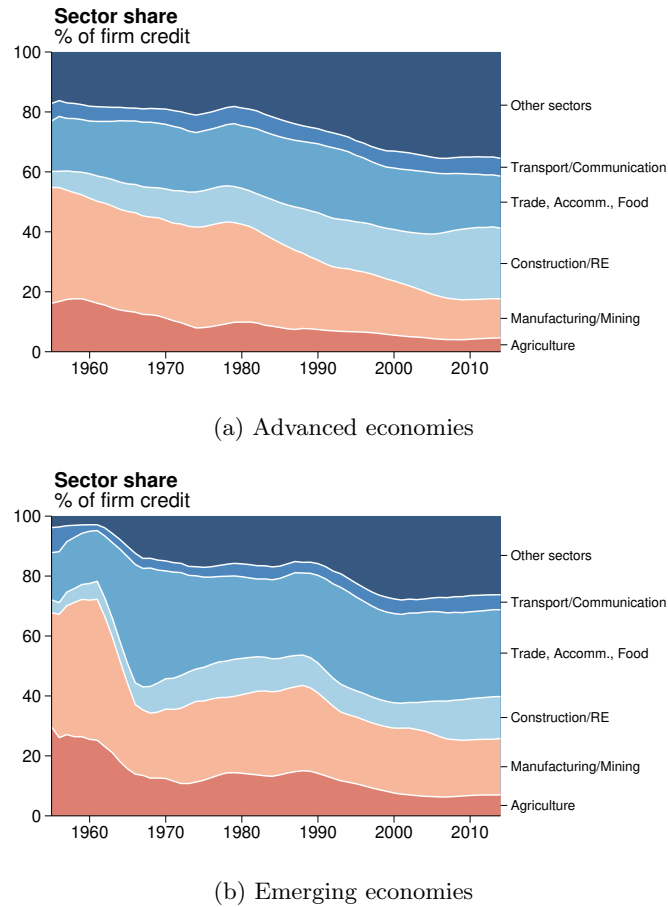 Sector share
% of firm credit
100
80
60
40
20
0
1960 1970 1980 1990 2000 2010
Other sectors
Transport/Communication
Trade, Accomm., Food
Construction/RE
Manufacturing/Mining
Agriculture
(a) Advanced economies
Sector share
% of firm credit
100
80
60
40
20
0
1960 1970 1980 1990 2000 2010
Other sectors
Transport/Communication
Trade, Accomm., Food
Construction/RE
Manufacturing/Mining
Agriculture
(b) Emerging economies